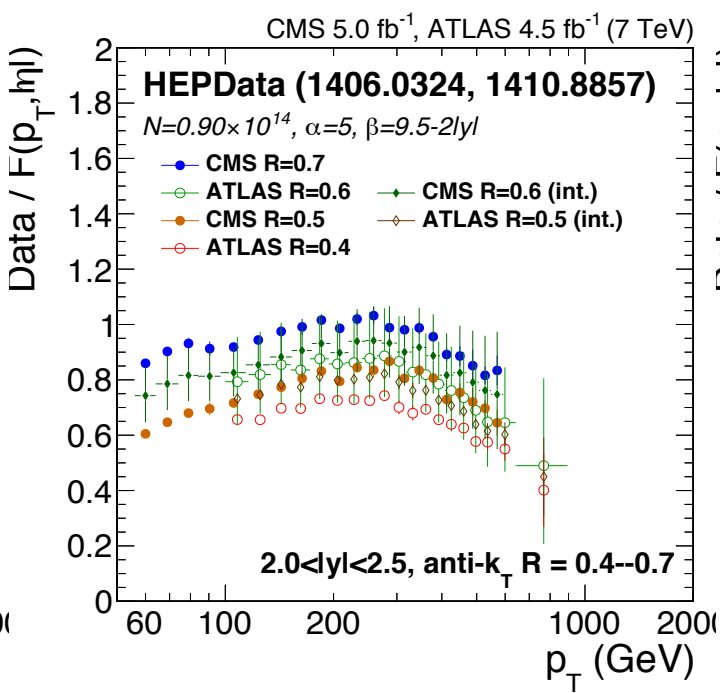 CMS 5.0 fb⁻¹, ATLAS 4.5 fb⁻¹ (7 TeV)
Data / F(p_T,|η|)
HEPData (1406.0324, 1410.8857)
N=0.90×10¹⁴, α=5, β=9.5-2|y|
CMS R=0.7
ATLAS R=0.6
CMS R=0.6 (int.)
CMS R=0.5
ATLAS R=0.5 (int.)
ATLAS R=0.4
2
1.8
1.6
1.4
1.2
1
0.8
0.6
0.4
0.2
0
2.0<|y|<2.5, anti-k_T R = 0.4--0.7
60 100 200 1000 2000
p_T (GeV)